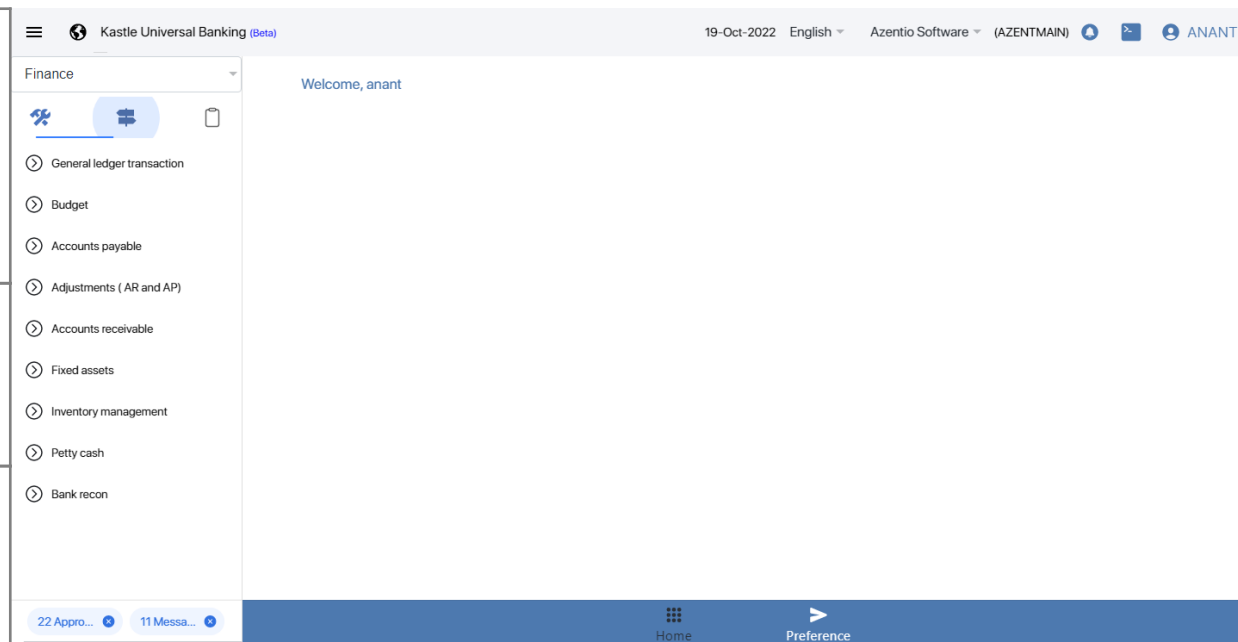 Kastle Universal Banking (Beta)
19-Oct-2022 English Azentio Software (AZENTMAIN) ANANT
Finance
Welcome, anant
General ledger transaction
Budget
Accounts payable
Adjustments ( AR and AP)
Accounts receivable
Fixed assets
Inventory management
Petty cash
Bank recon
22 Appro... 11 Messa...
Home Preference